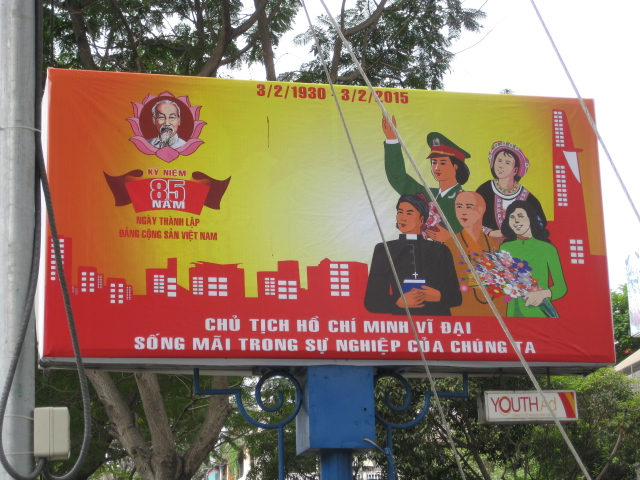 3/2/1930 - 3/2/2015
KỶ NIỆM
85
NĂM
NGÀY THÀNH LẬP
ĐẢNG CỘNG SẢN VIỆT NAM
CHỦ TỊCH HỒ CHÍ MINH VĨ ĐẠI
SỐNG MÃI TRONG SỰ NGHIỆP CỦA CHÚNG TA
YOUTH Ad